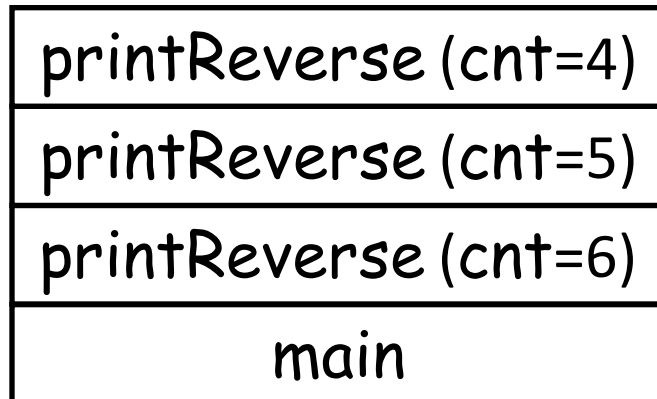 printReverse (cnt=4)
printReverse (cnt=5)
printReverse (cnt=6)
main